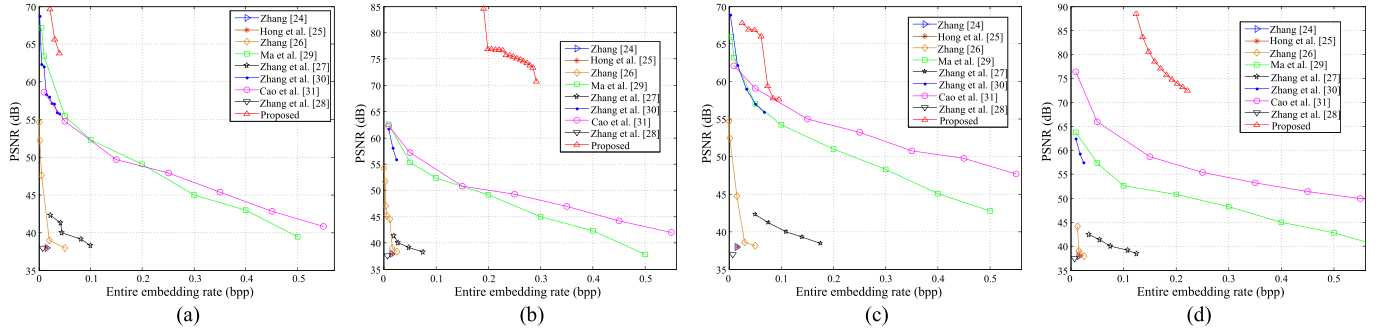 70
65
60
55
50
45
40
35
0
0.1
0.2
0.3
0.4
0.5
PSNR (dB)
Entire embedding rate (bpp)
Zhang [24]
Hong et al. [25]
Zhang [26]
Ma et al. [29]
Zhang et al. [27]
Zhang et al. [30]
Cao et al. [31]
Zhang et al. [28]
Proposed
(a)
85
80
75
70
65
60
55
50
45
40
35
0
0.1
0.2
0.3
0.4
0.5
PSNR (dB)
Entire embedding rate (bpp)
Zhang [24]
Hong et al. [25]
Zhang [26]
Ma et al. [29]
Zhang et al. [27]
Zhang et al. [30]
Cao et al. [31]
Zhang et al. [28]
Proposed
(b)
70
65
60
55
50
45
40
35
0
0.1
0.2
0.3
0.4
0.5
PSNR (dB)
Entire embedding rate (bpp)
Zhang [24]
Hong et al. [25]
Zhang [26]
Ma et al. [29]
Zhang et al. [27]
Zhang et al. [30]
Cao et al. [31]
Zhang et al. [28]
Proposed
(c)
90
80
70
60
50
40
35
0
0.1
0.2
0.3
0.4
0.5
PSNR (dB)
Entire embedding rate (bpp)
Zhang [24]
Hong et al. [25]
Zhang [26]
Ma et al. [29]
Zhang et al. [27]
Zhang et al. [30]
Cao et al. [31]
Zhang et al. [28]
Proposed
(d)